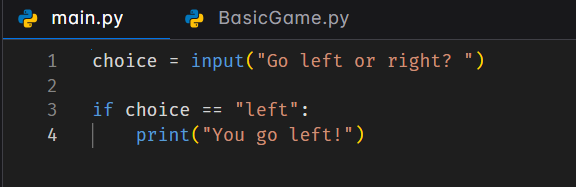 main.py BasicGame.py
1 choice = input("Go left or right? ")
2
3 if choice == "left":
4     print("You go left!")